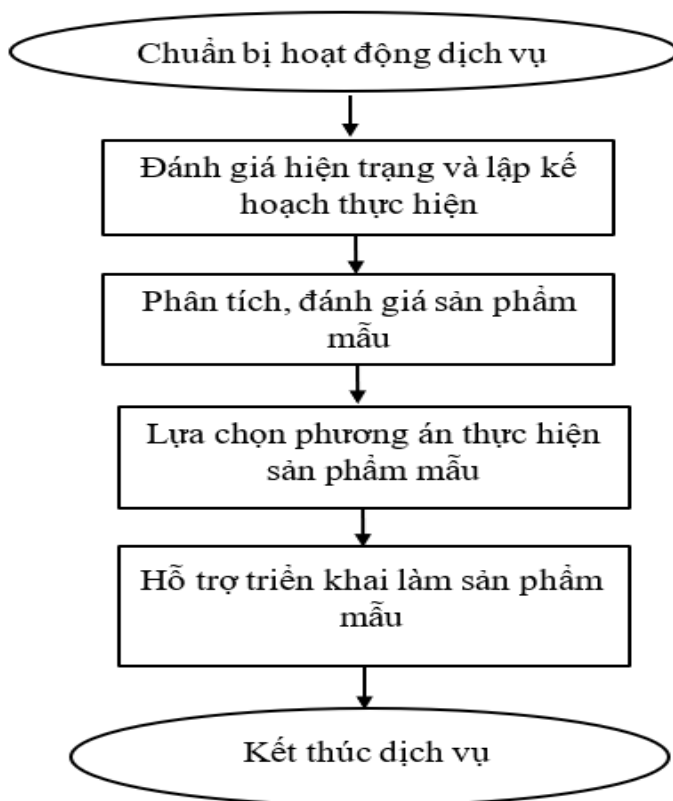 Chuẩn bị hoạt động dịch vụ
Đánh giá hiện trạng và lập kế
hoạch thực hiện
Phân tích, đánh giá sản phẩm
mẫu
Lựa chọn phương án thực hiện
sản phẩm mẫu
Hỗ trợ triển khai làm sản phẩm
mẫu
Kết thúc dịch vụ